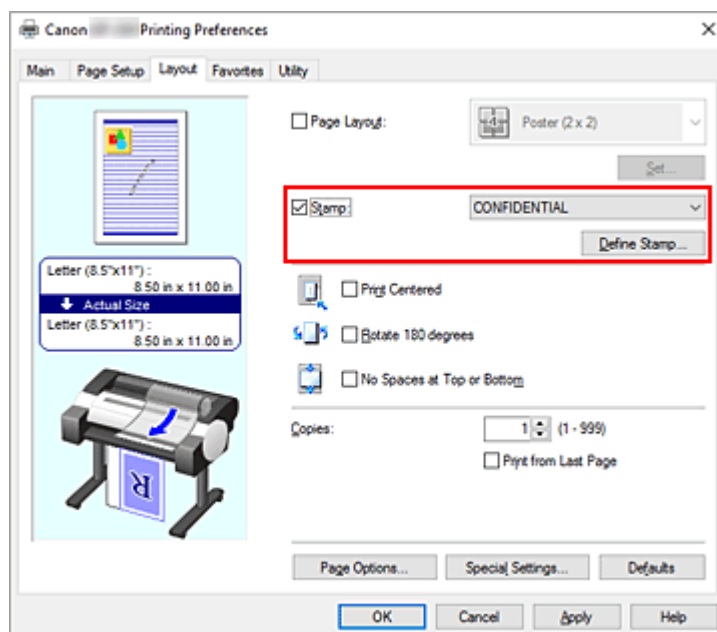 Canon Printing Preferences
Main Page Setup Layout Favorites Utility
Page Layout: Poster (2 x 2)
Set...
Stamp: CONFIDENTIAL
Define Stamp...
Letter (8.5"x11") :
8.50 in x 11.00 in
Actual Size
Letter (8.5"x11") :
8.50 in x 11.00 in
Print Centered
Rotate 180 degrees
No Spaces at Top or Bottom
Copies: 1 (1 - 999)
Print from Last Page
R
Page Options... Special Settings... Defaults
OK Cancel Apply Help